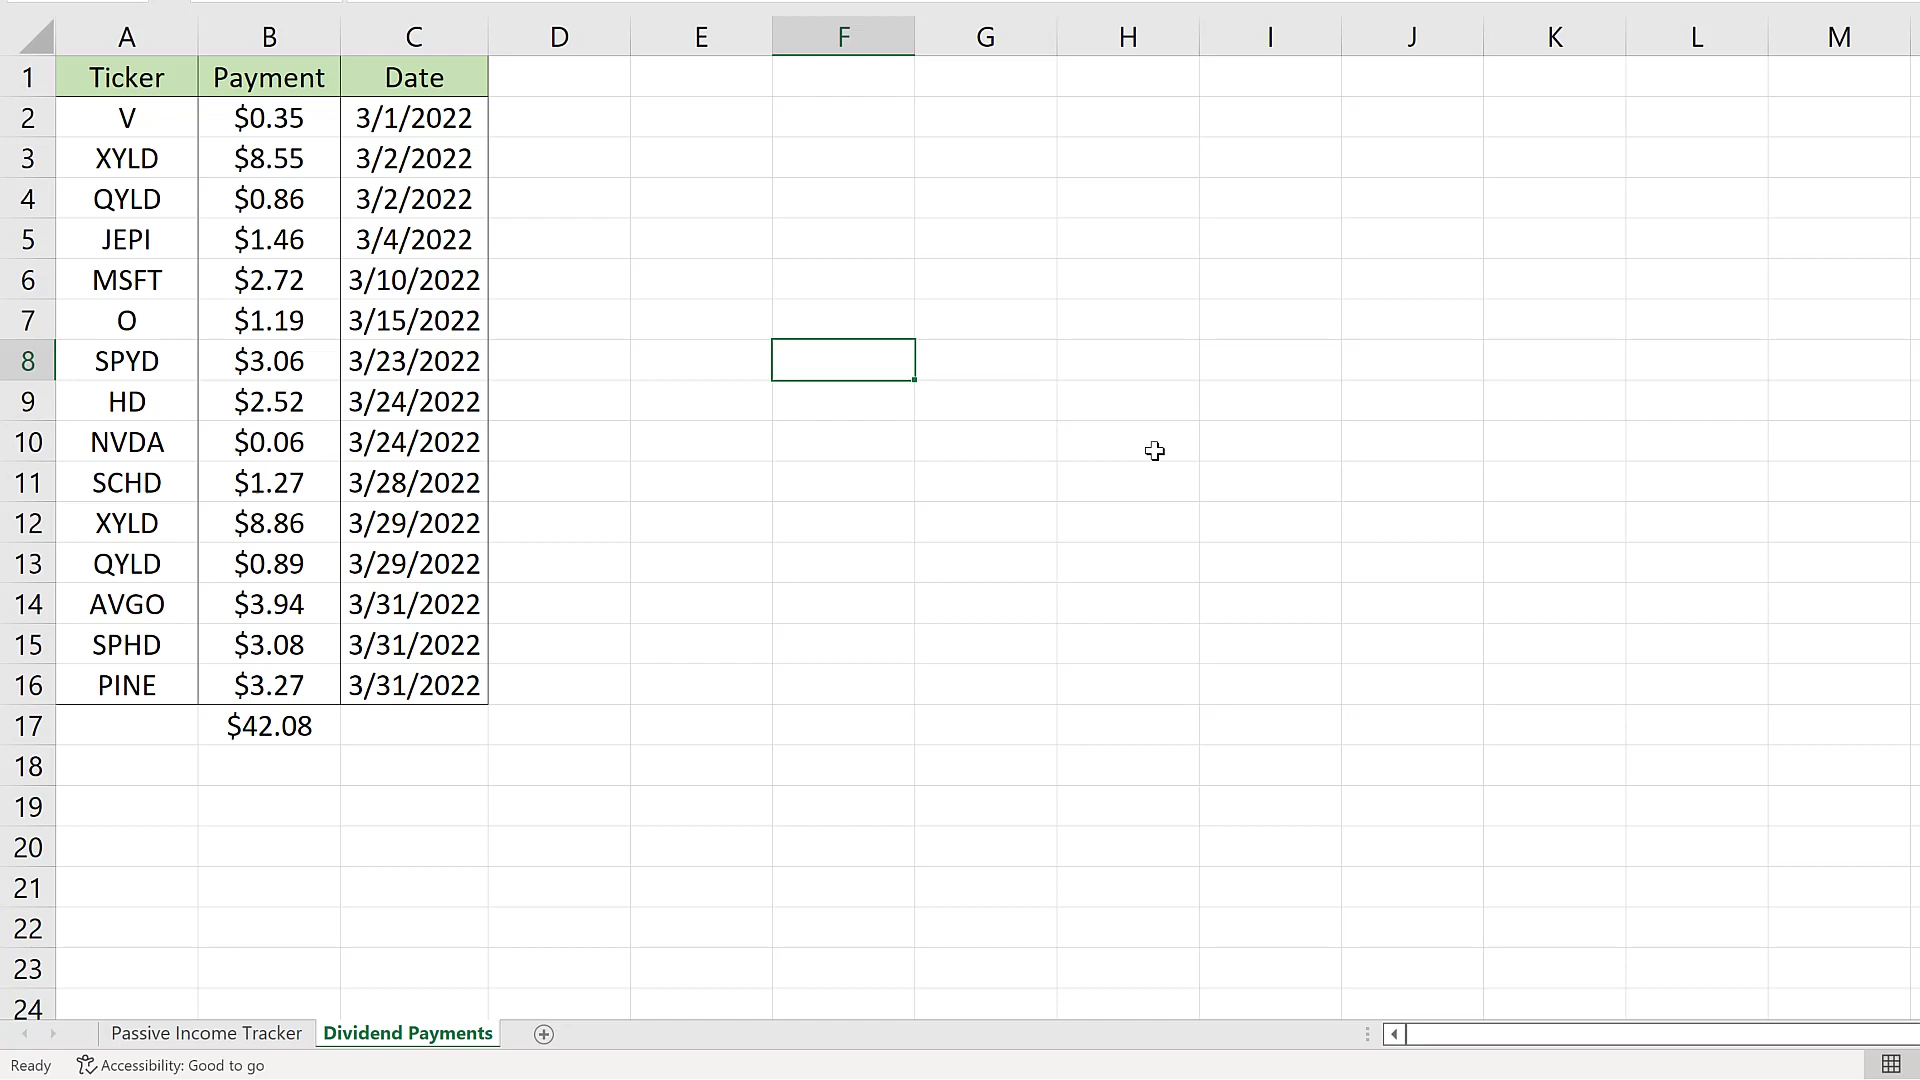 A B C D E F G H I J K L M
1 Ticker Payment Date
2 V $0.35 3/1/2022
3 XYLD $8.55 3/2/2022
4 QYLD $0.86 3/2/2022
5 JEPI $1.46 3/4/2022
6 MSFT $2.72 3/10/2022
7 O $1.19 3/15/2022
8 SPYD $3.06 3/23/2022
9 HD $2.52 3/24/2022
10 NVDA $0.06 3/24/2022
11 SCHD $1.27 3/28/2022
12 XYLD $8.86 3/29/2022
13 QYLD $0.89 3/29/2022
14 AVGO $3.94 3/31/2022
15 SPHD $3.08 3/31/2022
16 PINE $3.27 3/31/2022
17 $42.08
18
19
20
21
22
23
24
Passive Income Tracker Dividend Payments
Ready Accessibility: Good to go